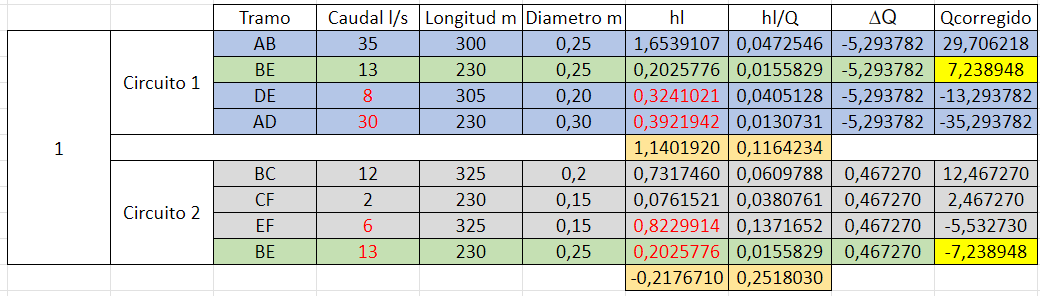 Tramo Caudal l/s Longitud m Diametro m hl hl/Q ΔQ Qcorregido
AB 35 300 0,25 1,6539107 0,0472546 -5,293782 29,706218
BE 13 230 0,25 0,2025776 0,0155829 -5,293782 7,238948
Circuito 1
DE 8 305 0,20 0,3241021 0,0405128 -5,293782 -13,293782
AD 30 230 0,30 0,3921942 0,0130731 -5,293782 -35,293782
1
1,1401920 0,1164234
BC 12 325 0,2 0,7317460 0,0609788 0,467270 12,467270
CF 2 230 0,15 0,0761521 0,0380761 0,467270 2,467270
Circuito 2
EF 6 325 0,15 0,8229914 0,1371652 0,467270 -5,532730
BE 13 230 0,25 0,2025776 0,0155829 0,467270 -7,238948
-0,2176710 0,2518030